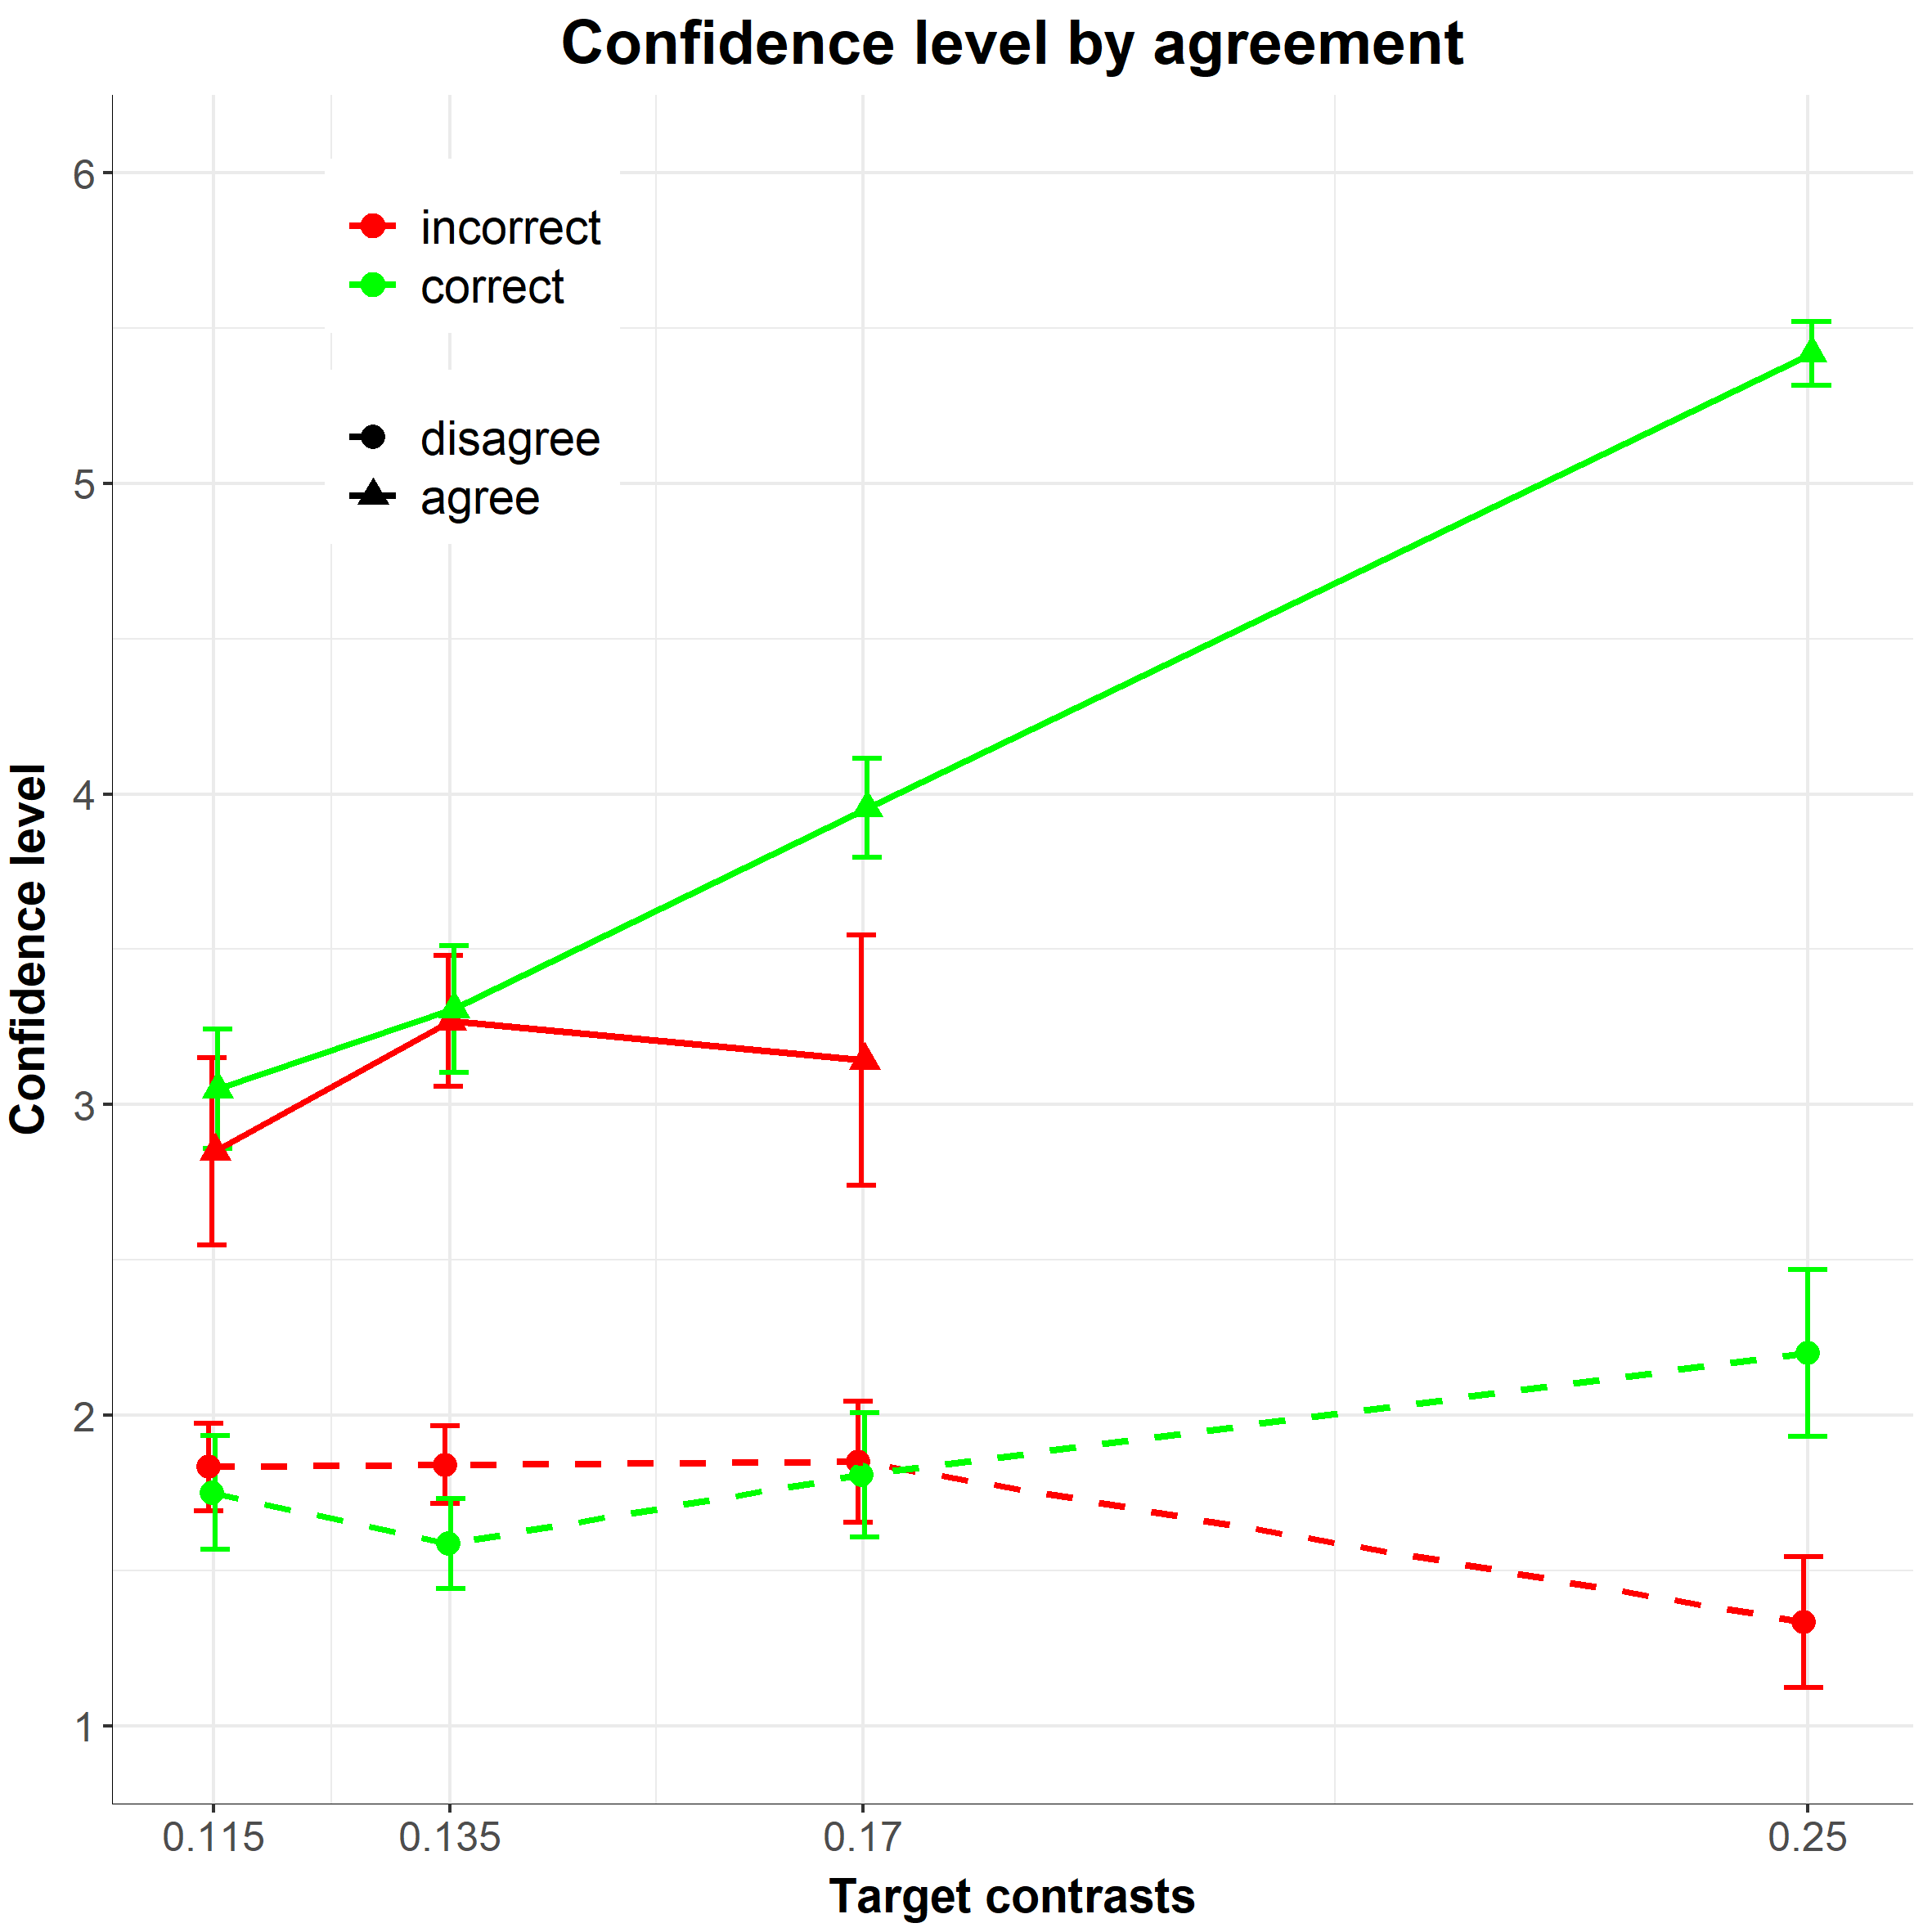 Confidence level by agreement
incorrect
correct
disagree
agree
6
5
4
3
2
1
Confidence level
0.115 0.135 0.17 0.25
Target contrasts